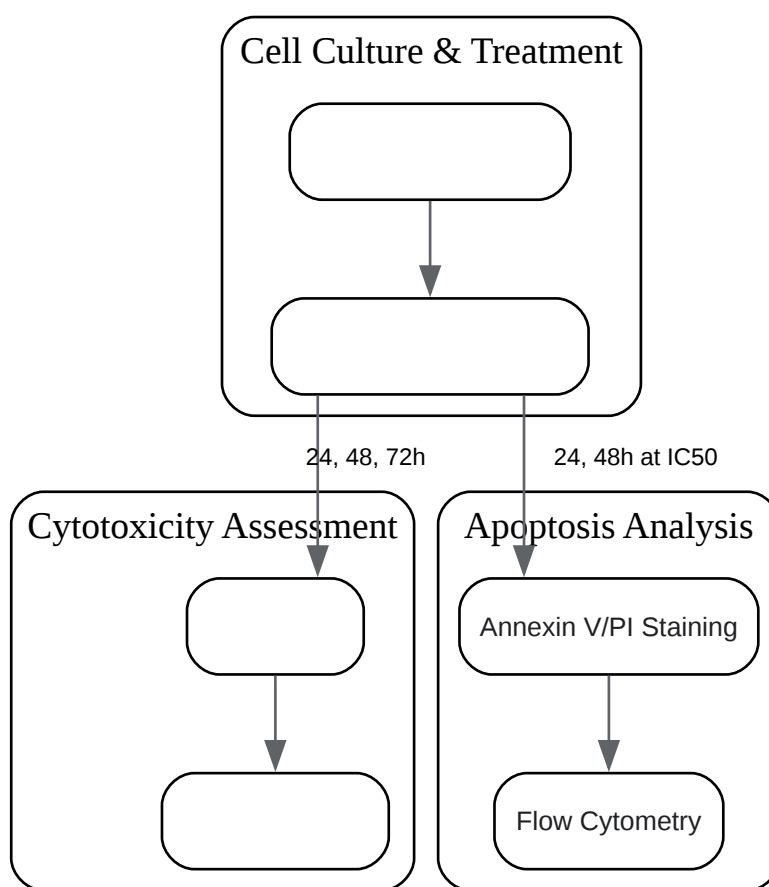 Cell Culture & Treatment
24, 48, 72h
24, 48h at IC50
Cytotoxicity Assessment
Apoptosis Analysis
Annexin V/PI Staining
Flow Cytometry